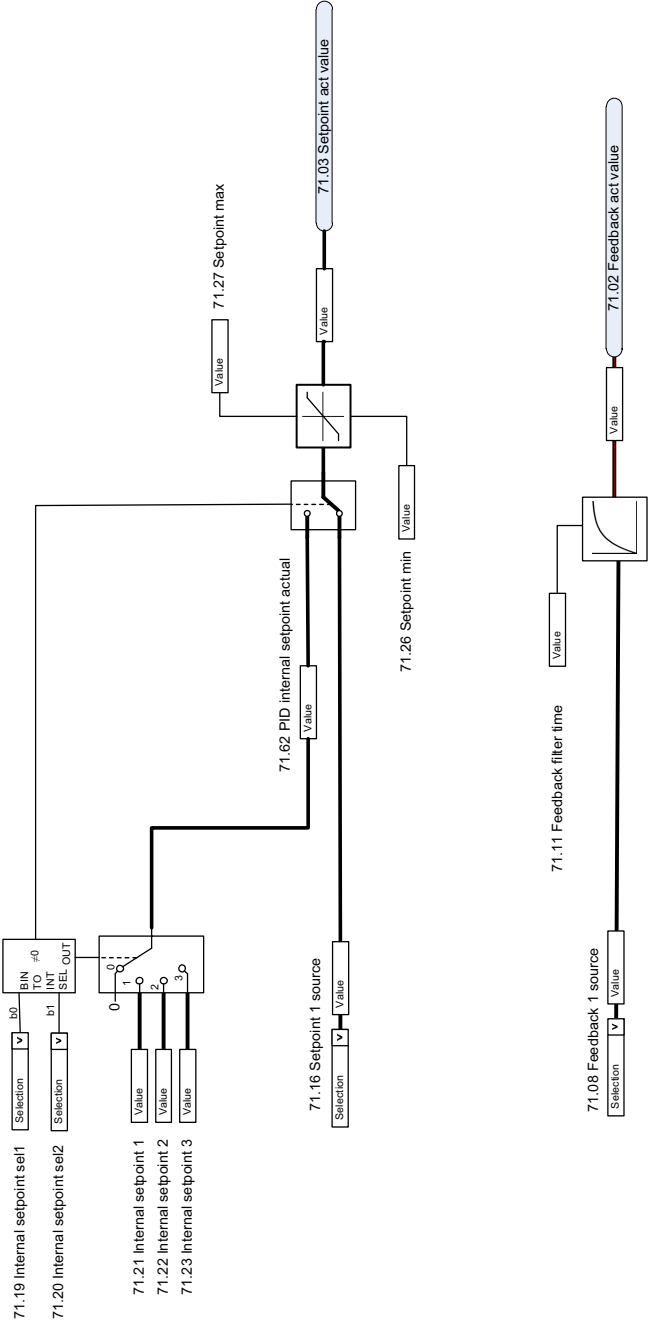 71.19 Internal setpoint sel1
Selection
v
b0
71.20 Internal setpoint sel2
Selection
v
b1
BIN
TO
INT
SEL
≠0
OUT
0
0
1
2
3
71.21 Internal setpoint 1
Value
71.22 Internal setpoint 2
Value
71.23 Internal setpoint 3
Value
71.62 PID internal setpoint actual
Value
71.16 Setpoint 1 source
Selection
v
Value
71.27 Setpoint max
Value
71.26 Setpoint min
Value
Value
71.03 Setpoint act value
71.11 Feedback filter time
Value
71.08 Feedback 1 source
Selection
v
Value
Value
71.02 Feedback act value